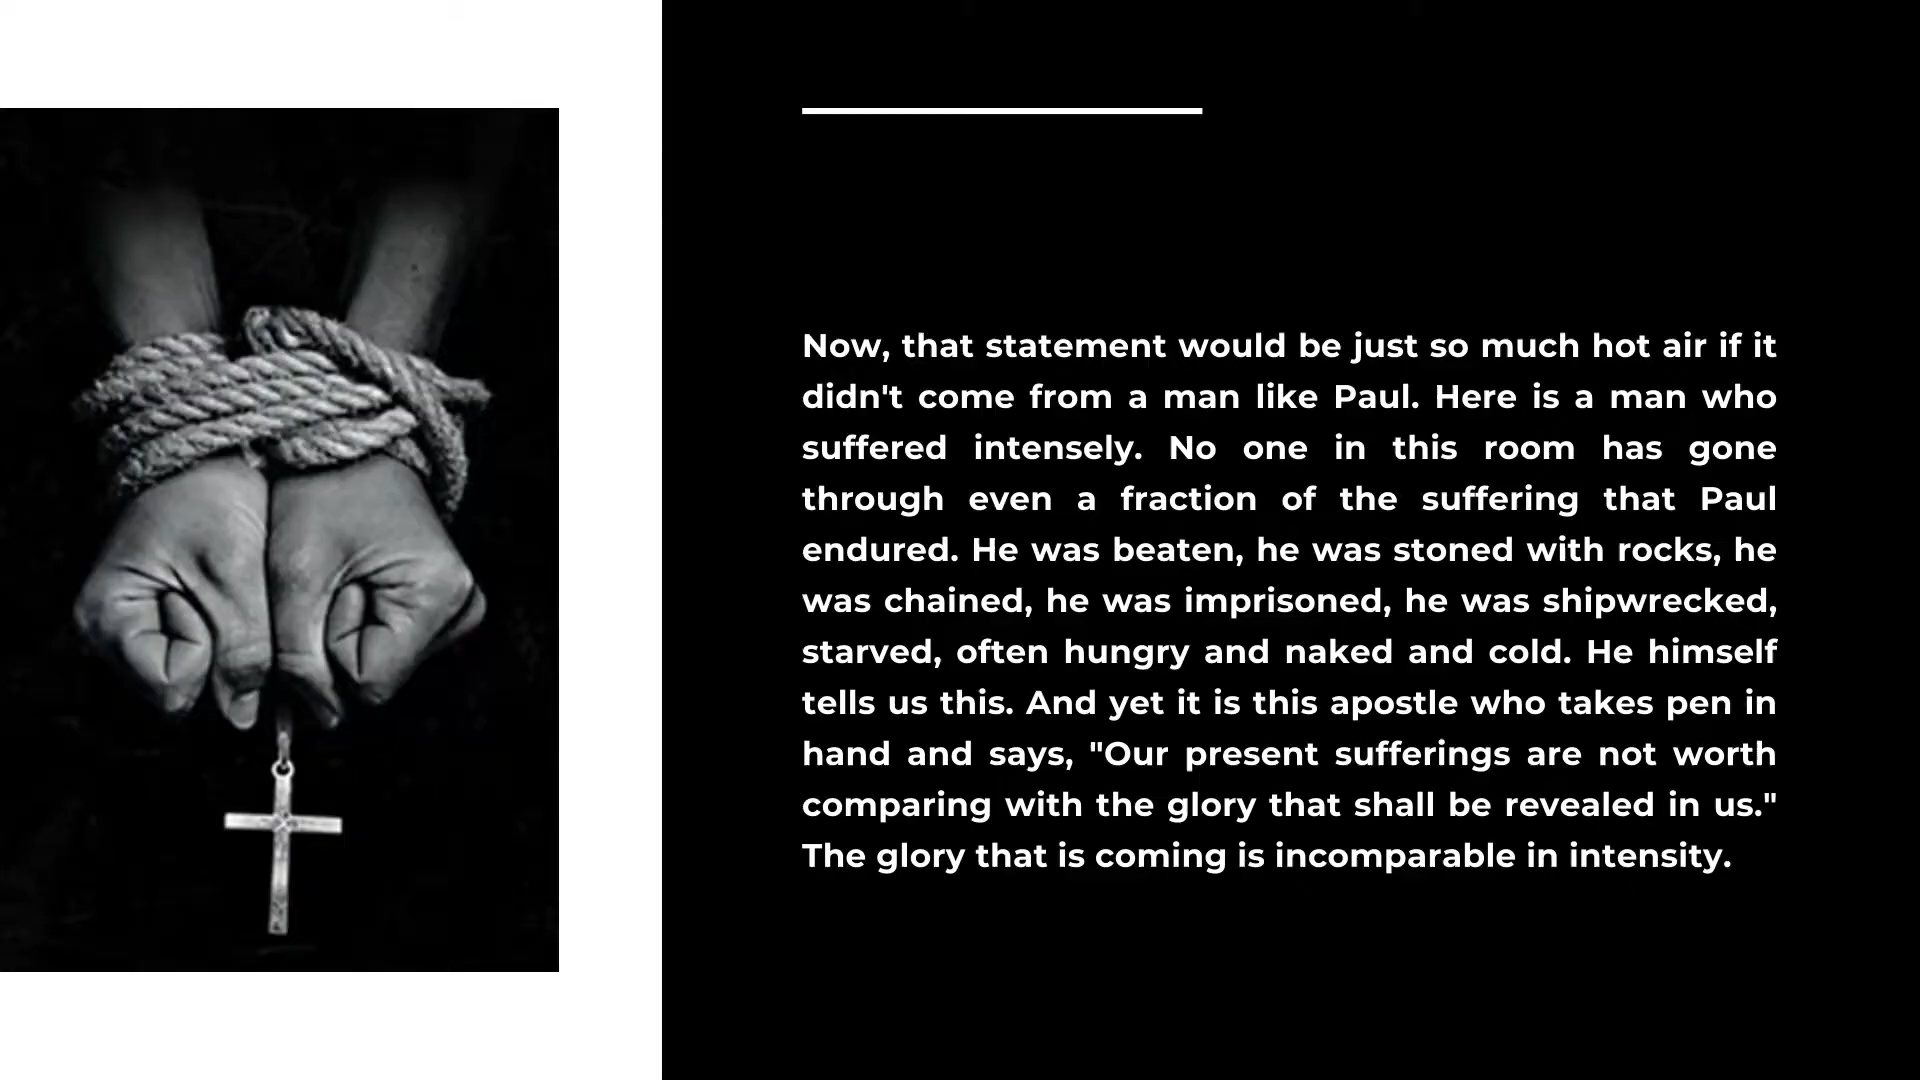 Now, that statement would be just so much hot air if it
didn't come from a man like Paul. Here is a man who
suffered intensely. No one in this room has gone
through even a fraction of the suffering that Paul
endured. He was beaten, he was stoned with rocks, he
was chained, he was imprisoned, he was shipwrecked,
starved, often hungry and naked and cold. He himself
tells us this. And yet it is this apostle who takes pen in
hand and says, "Our present sufferings are not worth
comparing with the glory that shall be revealed in us."
The glory that is coming is incomparable in intensity.